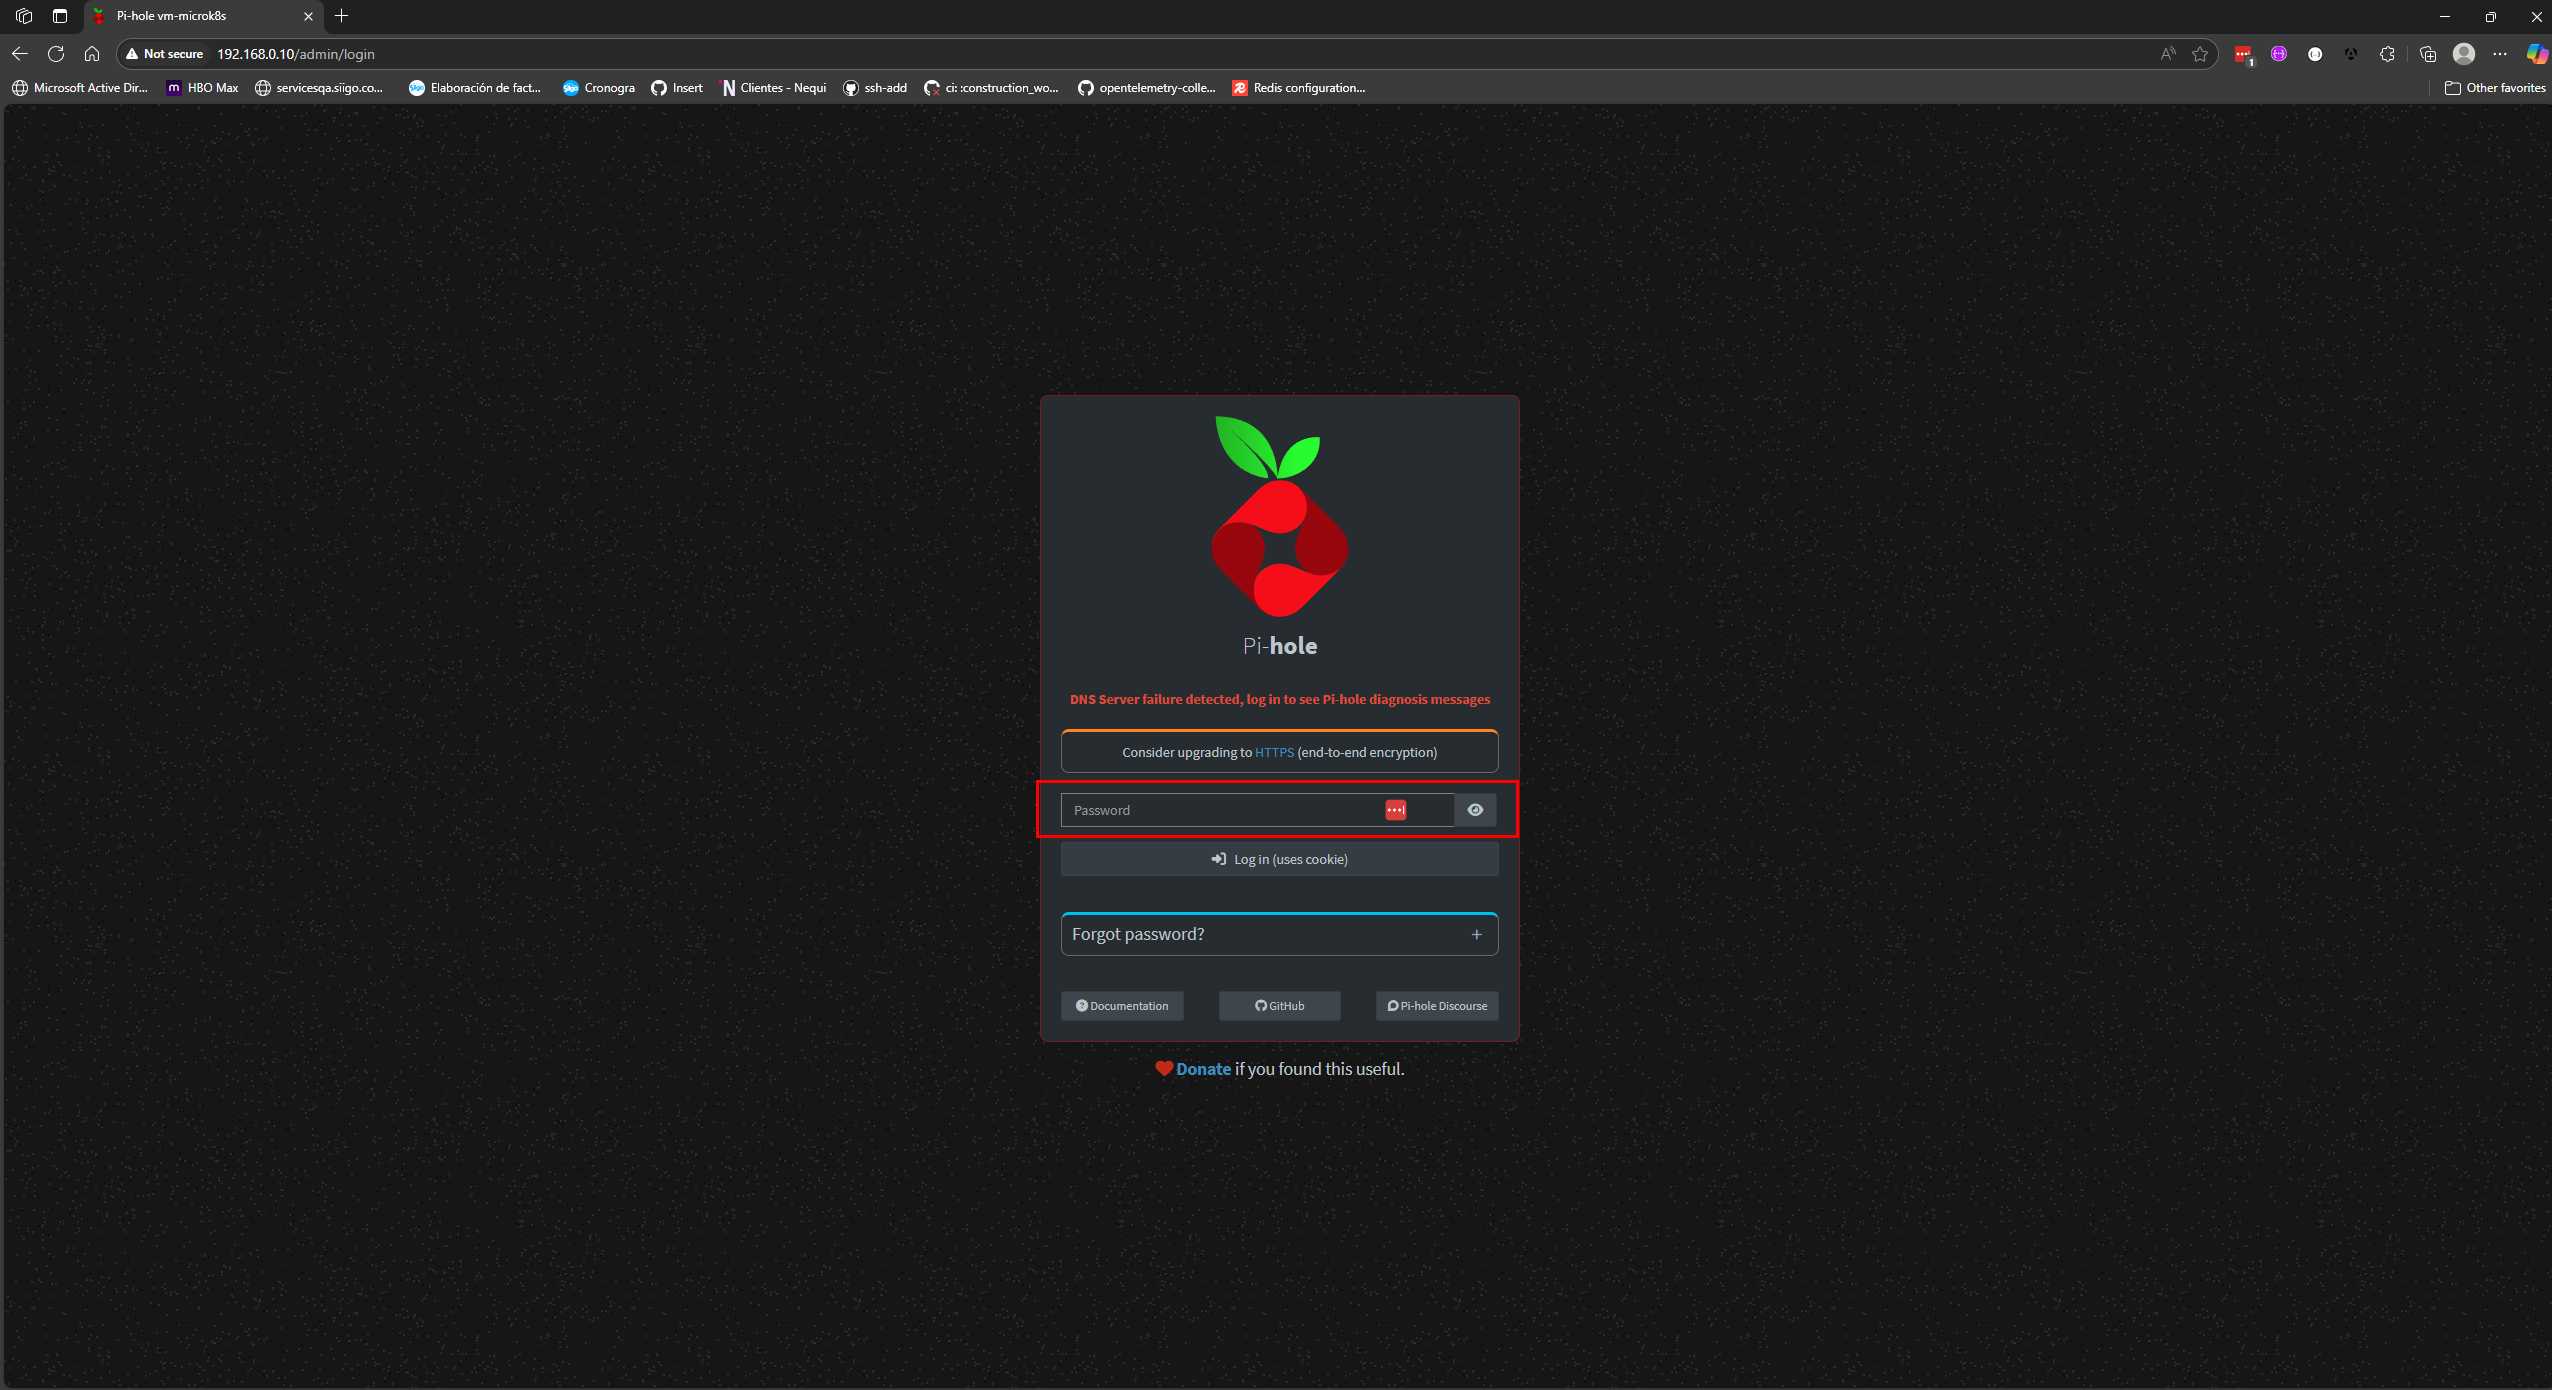 Pi-hole vm-microk8s
Not secure 192.168.0.10/admin/login
1
Microsoft Active Dir... HBO Max servicesqa.siigo.co... Elaboración de fact... Cronogra Insert Clientes - Nequi ssh-add ci: :construction_wo... opentelemetry-colle... Redis configuration... Other favorites
Pi-hole
DNS Server failure detected, log in to see Pi-hole diagnosis messages
Consider upgrading to HTTPS (end-to-end encryption)
Password
Log in (uses cookie)
Forgot password? +
Documentation GitHub Pi-hole Discourse
Donate if you found this useful.